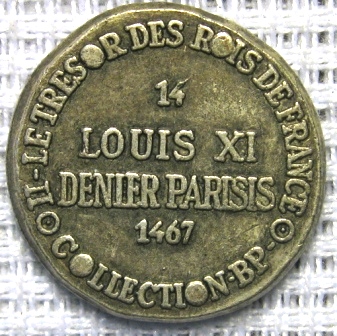 II-LE TRESOR DES ROIS DE FRANCE
14
LOUIS XI
DENIER PARISIS
1467
COLLECTION·BP·